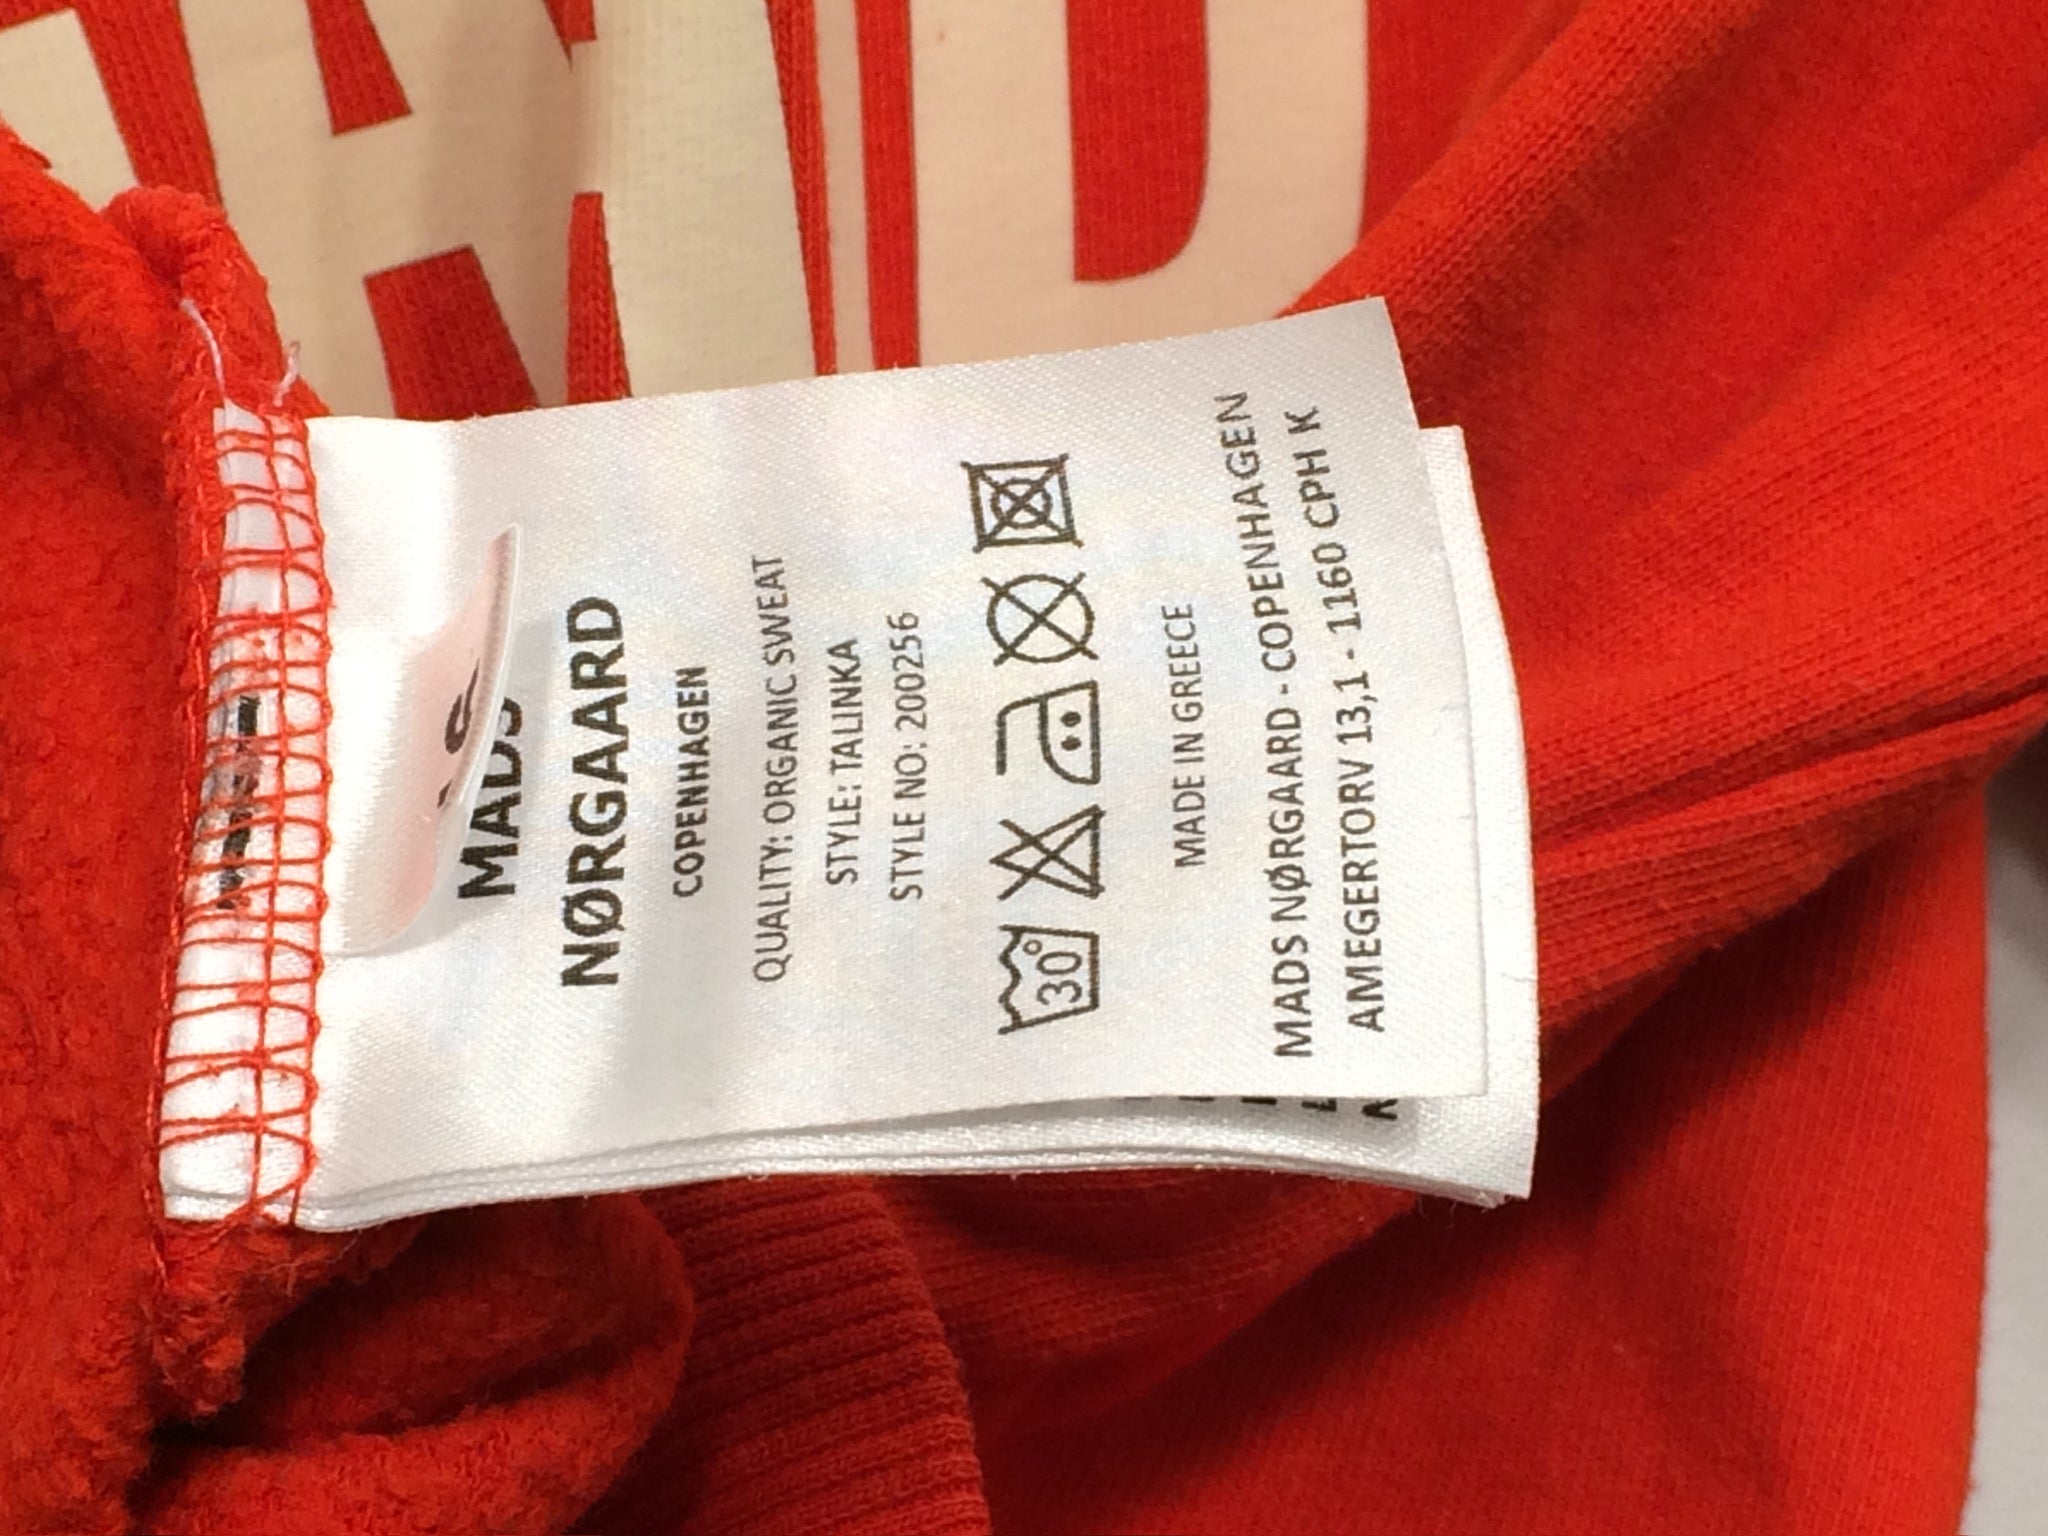 MADS
NØRGAARD
COPENHAGEN
QUALITY: ORGANIC SWEAT
STYLE: TALINKA
STYLE NO: 200256
30°
MADE IN GREECE
MADS NØRGAARD - COPENHAGEN
AMEGERTORV 13,1 - 1160 CPH K